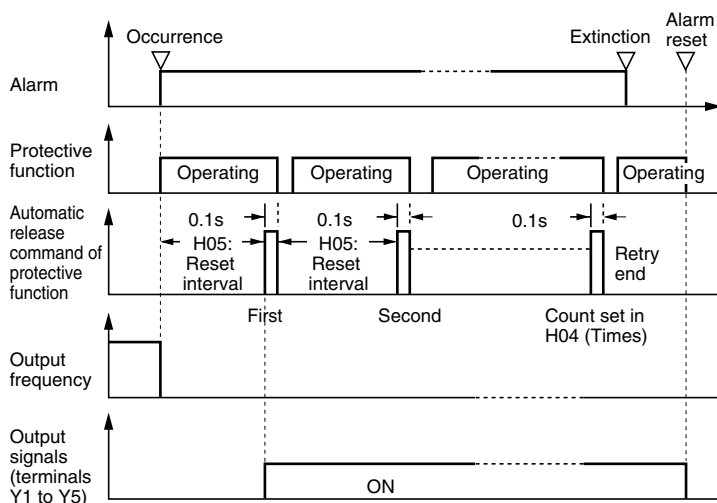 Occurrence
Extinction
Alarm
reset
Alarm
Protective
function
Operating
Operating
Operating
Operating
Automatic
release
command of
protective
function
0.1s
0.1s
0.1s
H05:
Reset
interval
H05:
Reset
interval
Retry
end
First
Second
Count set in
H04 (Times)
Output
frequency
Output
signals
(terminals
Y1 to Y5)
ON